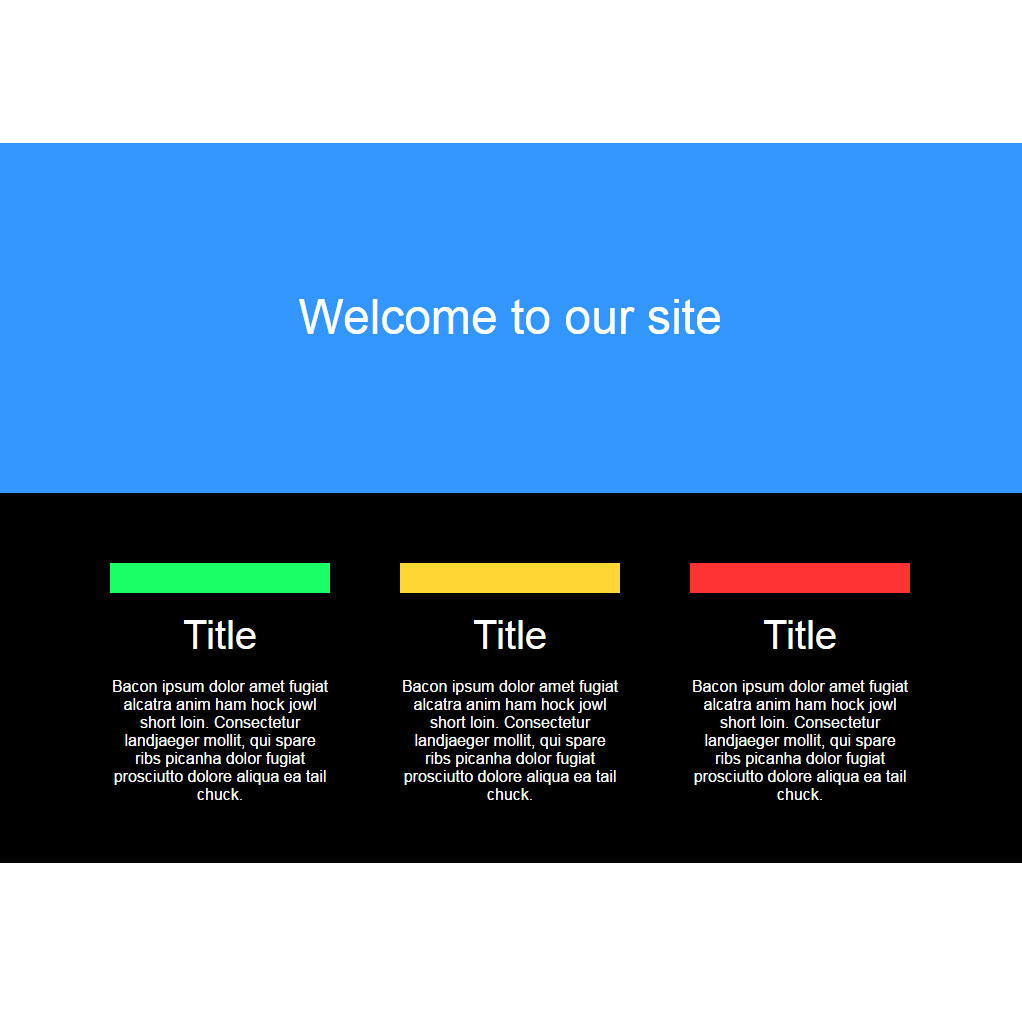 Welcome to our site
Title
Bacon ipsum dolor amet fugiat
alcatra anim ham hock jowl
short loin. Consectetur
landjaeger mollit, qui spare
ribs picanha dolor fugiat
prosciutto dolore aliqua ea tail
chuck.
Title
Bacon ipsum dolor amet fugiat
alcatra anim ham hock jowl
short loin. Consectetur
landjaeger mollit, qui spare
ribs picanha dolor fugiat
prosciutto dolore aliqua ea tail
chuck.
Title
Bacon ipsum dolor amet fugiat
alcatra anim ham hock jowl
short loin. Consectetur
landjaeger mollit, qui spare
ribs picanha dolor fugiat
prosciutto dolore aliqua ea tail
chuck.